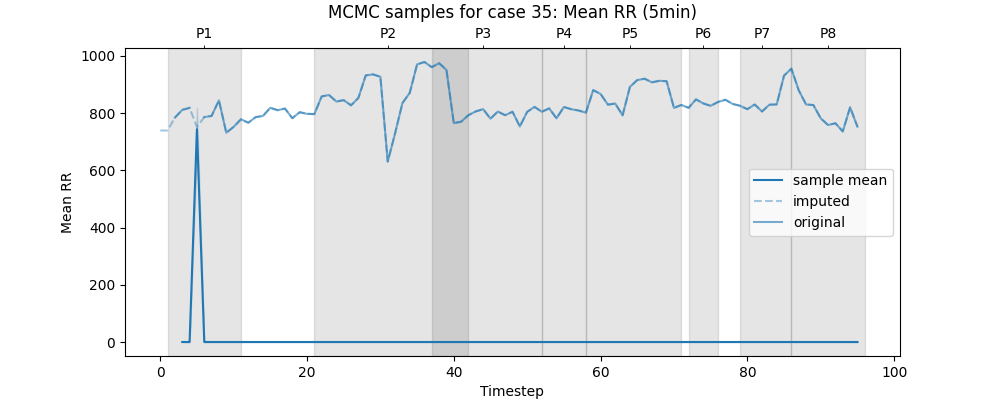 MCMC samples for case 35: Mean RR (5min)
P1 P2 P3 P4 P5 P6 P7 P8
1000
800
600
400
200
0
Mean RR
sample mean
imputed
original
0 20 40 60 80 100
Timestep